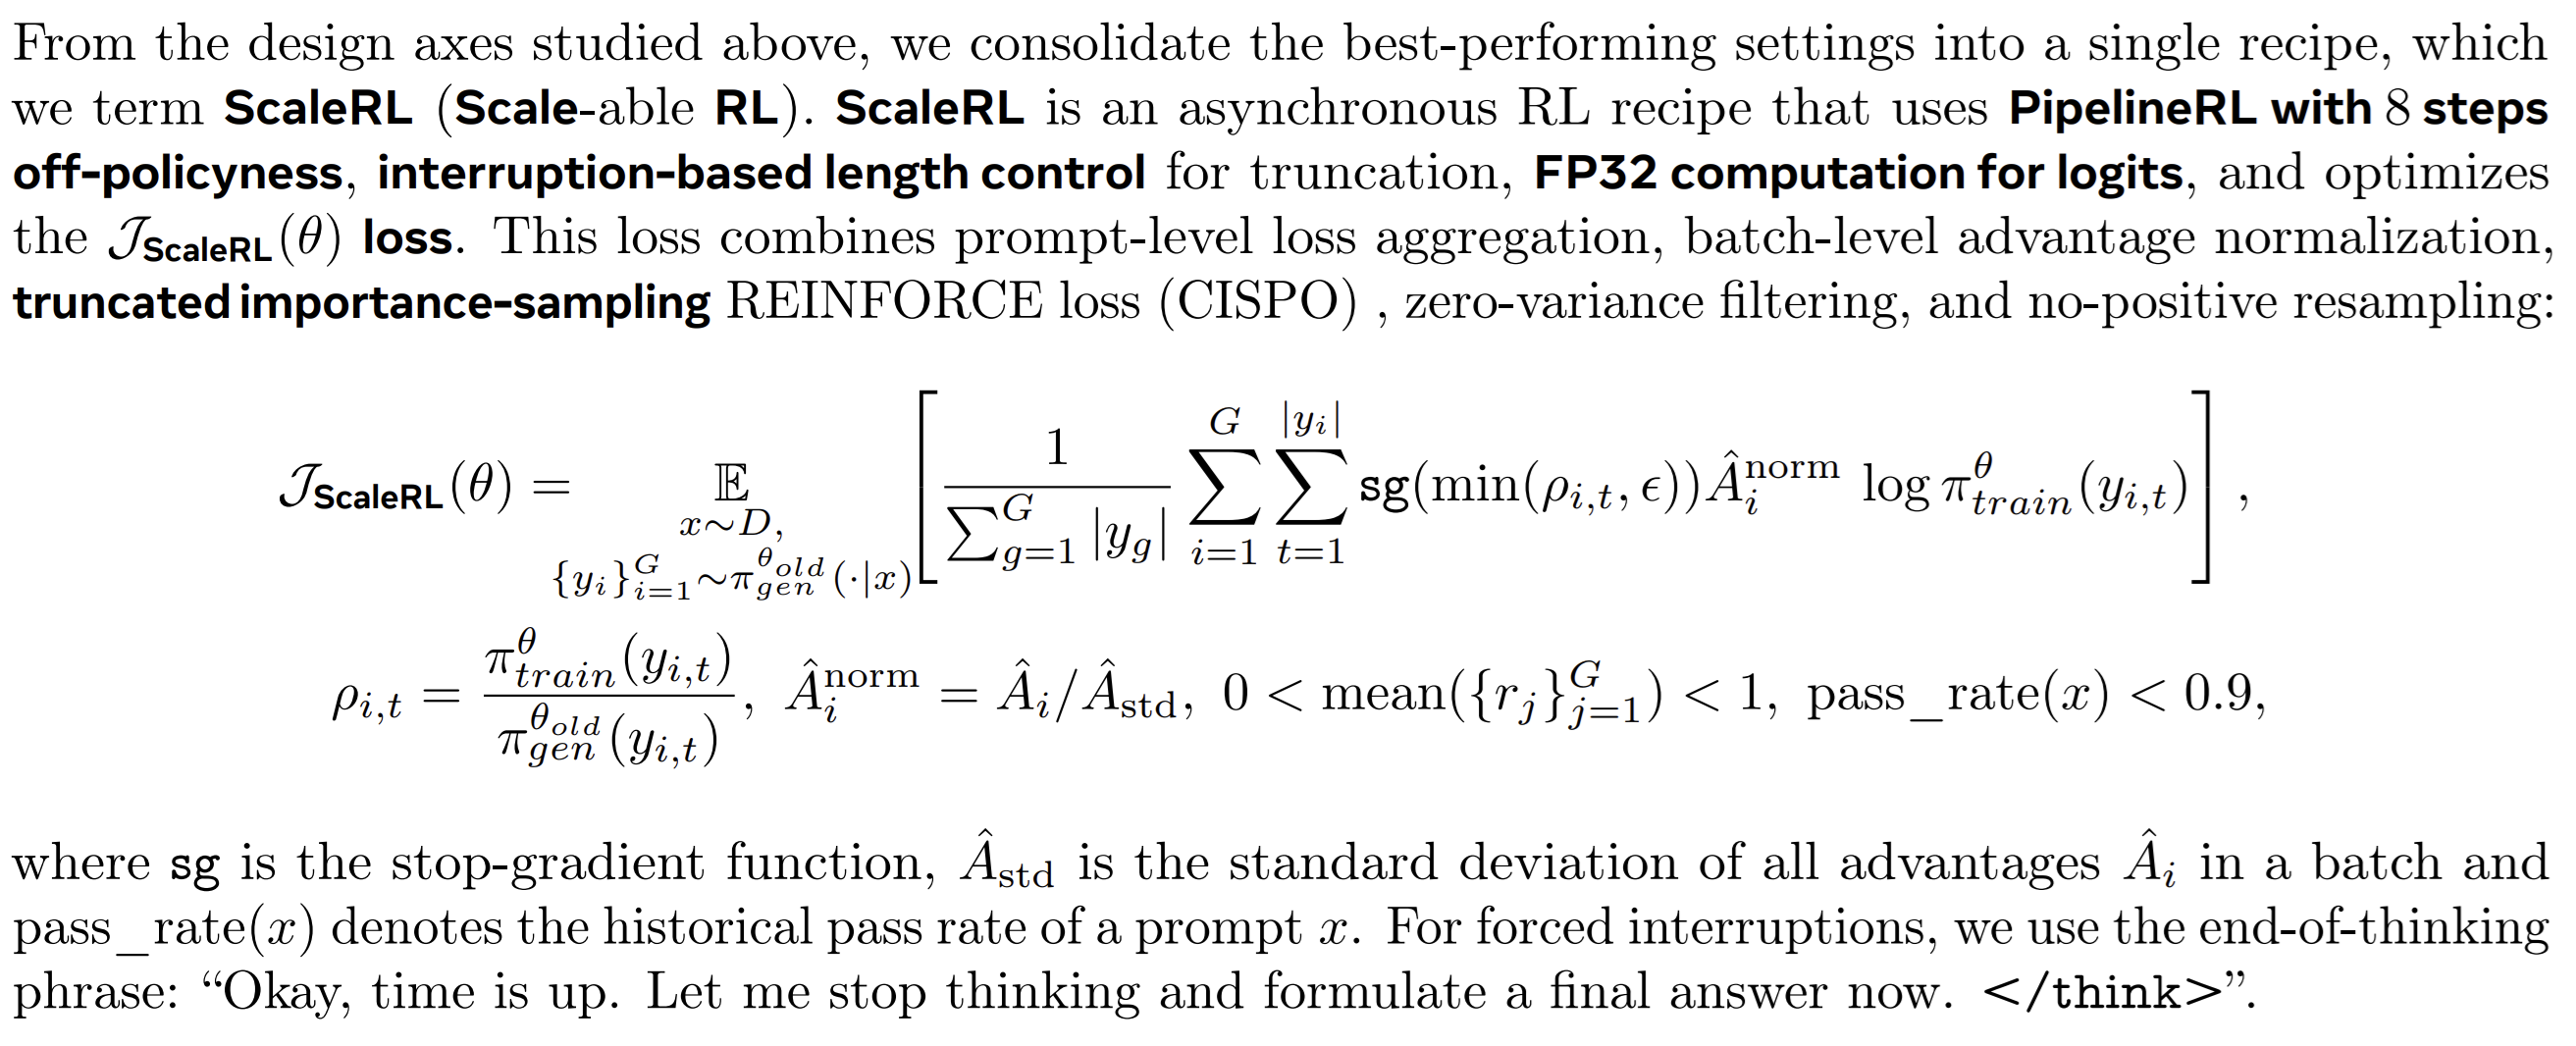 From the design axes studied above, we consolidate the best-performing settings into a single recipe, which
we term ScaleRL (Scale-able RL). ScaleRL is an asynchronous RL recipe that uses PipelineRL with 8 steps
off-policyness, interruption-based length control for truncation, FP32 computation for logits, and optimizes
the $\mathcal{J}_{\text{ScaleRL}}(\theta)$ loss. This loss combines prompt-level loss aggregation, batch-level advantage normalization,
truncated importance-sampling REINFORCE loss (CISPO) , zero-variance filtering, and no-positive resampling:
$\mathcal{J}_{\text{ScaleRL}}(\theta) = \mathbb{E}_{x \sim D, \{y_i\}_{i=1}^{G} \sim \pi_{gen}^{\theta_{old}}(\cdot|x)} \left[ \frac{1}{\sum_{g=1}^{G} |y_g|} \sum_{i=1}^{G} \sum_{t=1}^{|y_i|} \texttt{sg}(\min(\rho_{i,t}, \epsilon)) \hat{A}_i^{\text{norm}} \log \pi_{train}^{\theta}(y_{i,t}) \right],$
$\rho_{i,t} = \frac{\pi_{train}^{\theta}(y_{i,t})}{\pi_{gen}^{\theta_{old}}(y_{i,t})}, \ \hat{A}_i^{\text{norm}} = \hat{A}_i / \hat{A}_{\text{std}}, \ 0 < \text{mean}(\{r_j\}_{j=1}^{G}) < 1, \ \text{pass\_rate}(x) < 0.9,$
where sg is the stop-gradient function, $\hat{A}_{\text{std}}$ is the standard deviation of all advantages $\hat{A}_i$ in a batch and
pass_rate$(x)$ denotes the historical pass rate of a prompt $x$. For forced interruptions, we use the end-of-thinking
phrase: “Okay, time is up. Let me stop thinking and formulate a final answer now. </think>”.